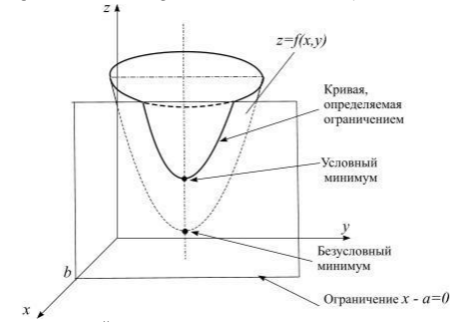 z
z=f(x,y)
Кривая,
определяемая
ограничением
Условный
минимум
y
Безусловный
минимум
b
x
Ограничение x - a=0